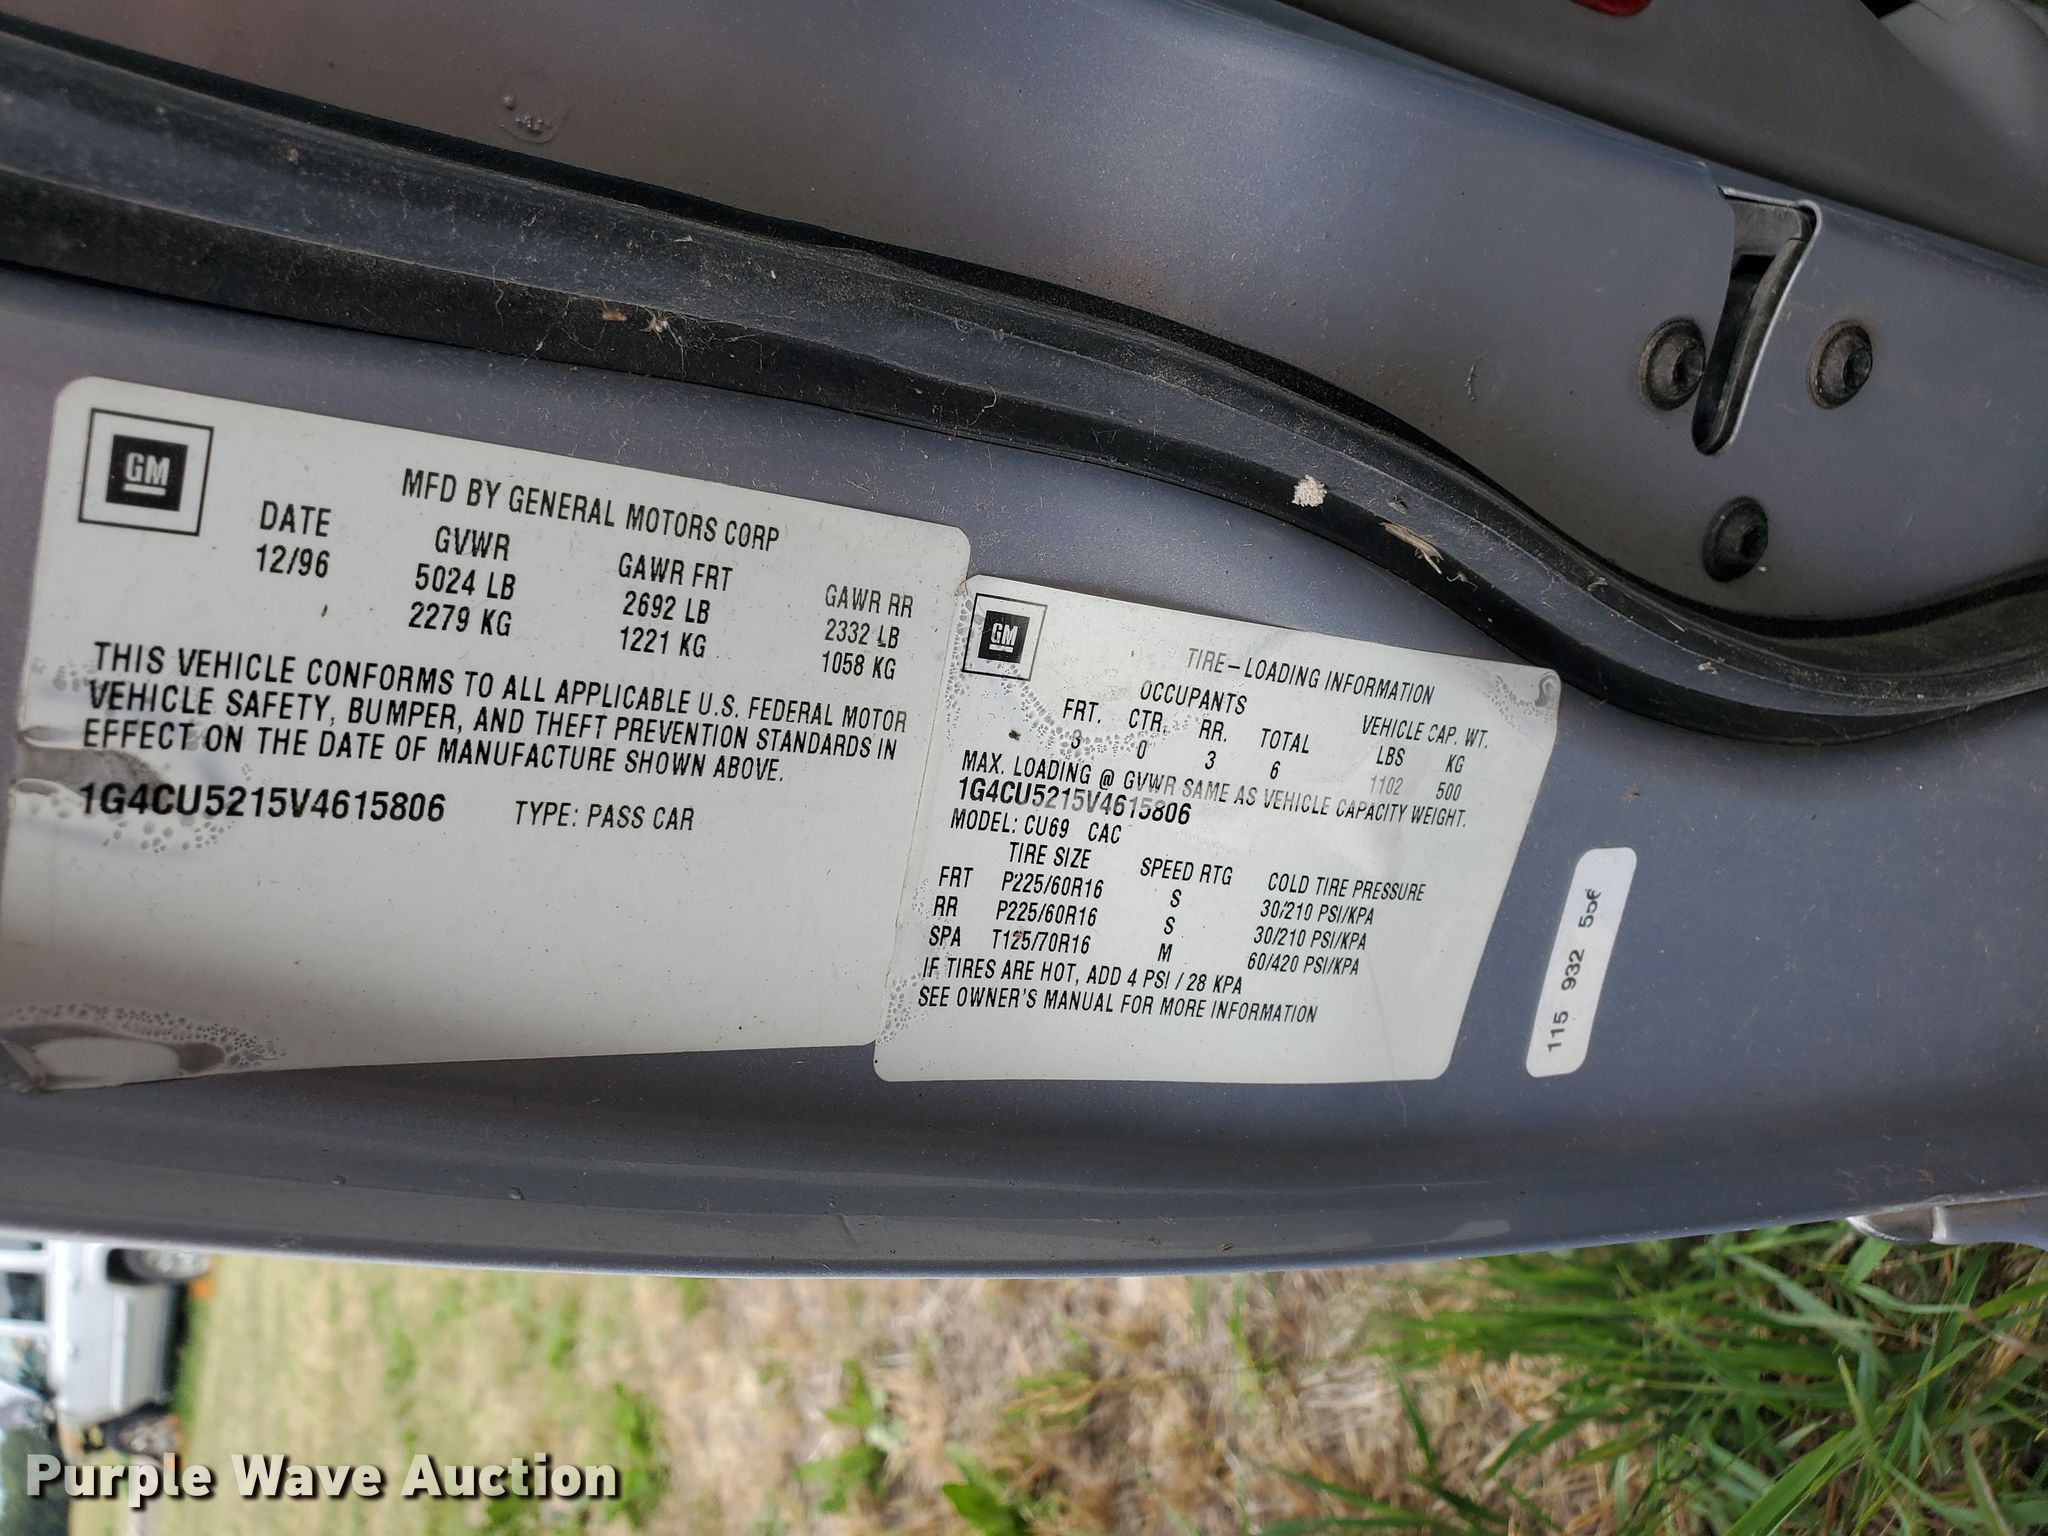 GM
MFD BY GENERAL MOTORS CORP
DATE GVWR GAWR FRT GAWR RR
12/96 5024 LB 2692 LB 2332 LB
2279 KG 1221 KG 1058 KG
THIS VEHICLE CONFORMS TO ALL APPLICABLE U.S. FEDERAL MOTOR
VEHICLE SAFETY, BUMPER, AND THEFT PREVENTION STANDARDS IN
EFFECT ON THE DATE OF MANUFACTURE SHOWN ABOVE.
1G4CU5215V4615806 TYPE: PASS CAR
GM
TIRE-LOADING INFORMATION
OCCUPANTS VEHICLE CAP. WT.
FRT. CTR. RR. TOTAL LBS KG
3 0 3 6 1102 500
MAX. LOADING @ GVWR SAME AS VEHICLE CAPACITY WEIGHT.
1G4CU5215V4615806
MODEL: CU69 CAC
TIRE SIZE SPEED RTG COLD TIRE PRESSURE
FRT P225/60R16 S 30/210 PSI/KPA
RR P225/60R16 S 30/210 PSI/KPA
SPA T125/70R16 M 60/420 PSI/KPA
IF TIRES ARE HOT, ADD 4 PSI / 28 KPA
SEE OWNER'S MANUAL FOR MORE INFORMATION
115 932
Purple Wave Auction